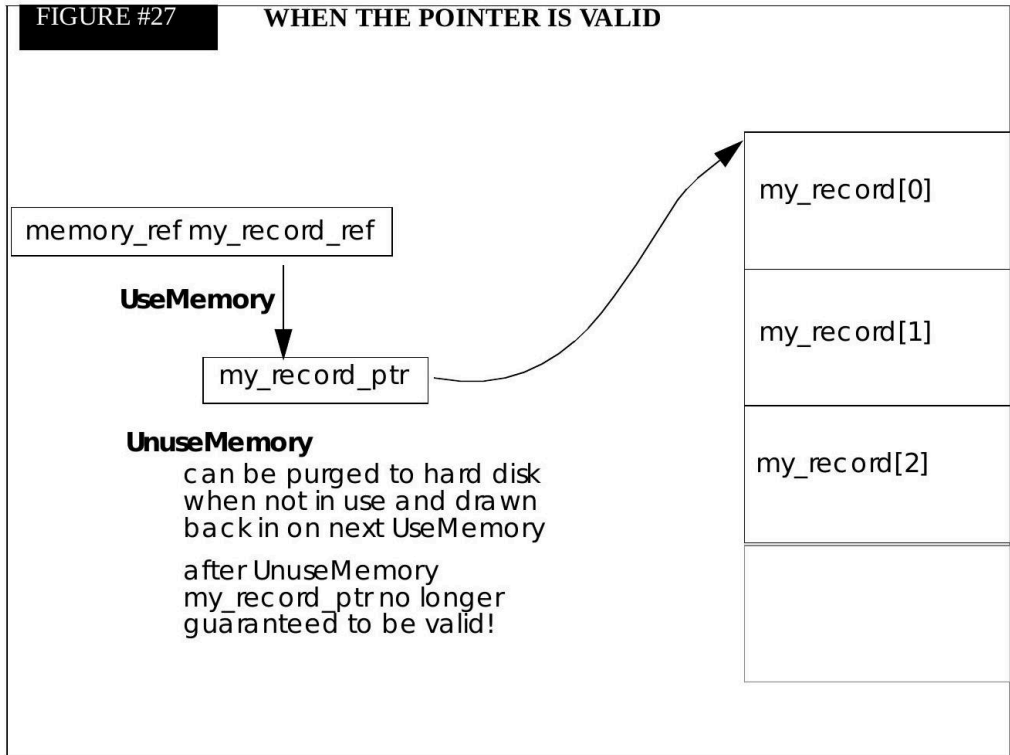 FIGURE #27
WHEN THE POINTER IS VALID
memory_ref my_record_ref
UseMemory
my_record_ptr
UnuseMemory
can be purged to hard disk
when not in use and drawn
back in on next UseMemory
after UnuseMemory
my_record_ptr no longer
guaranteed to be valid!
my_record[0]
my_record[1]
my_record[2]